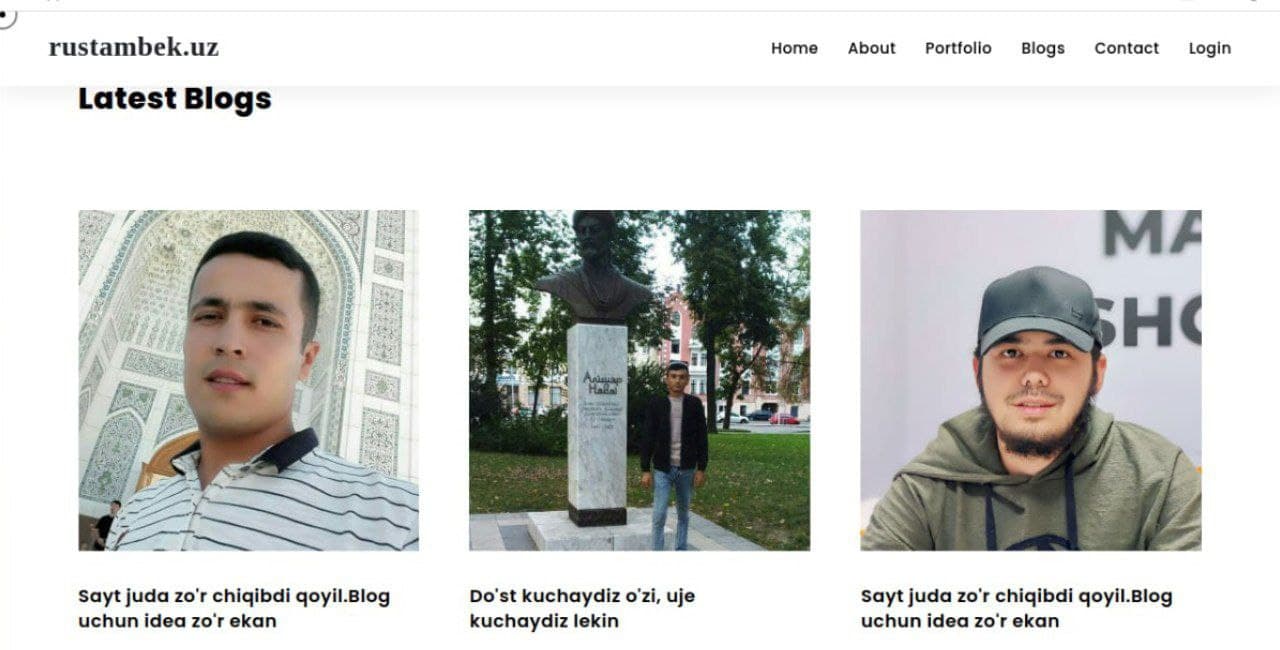 rustambek.uz
Home About Portfolio Blogs Contact Login
Latest Blogs
MA
SHO
Алишер
Навои
Sayt juda zo'r chiqibdi qoyil.Blog
uchun idea zo'r ekan
Do'st kuchaydiz o'zi, uje
kuchaydiz lekin
Sayt juda zo'r chiqibdi qoyil.Blog
uchun idea zo'r ekan